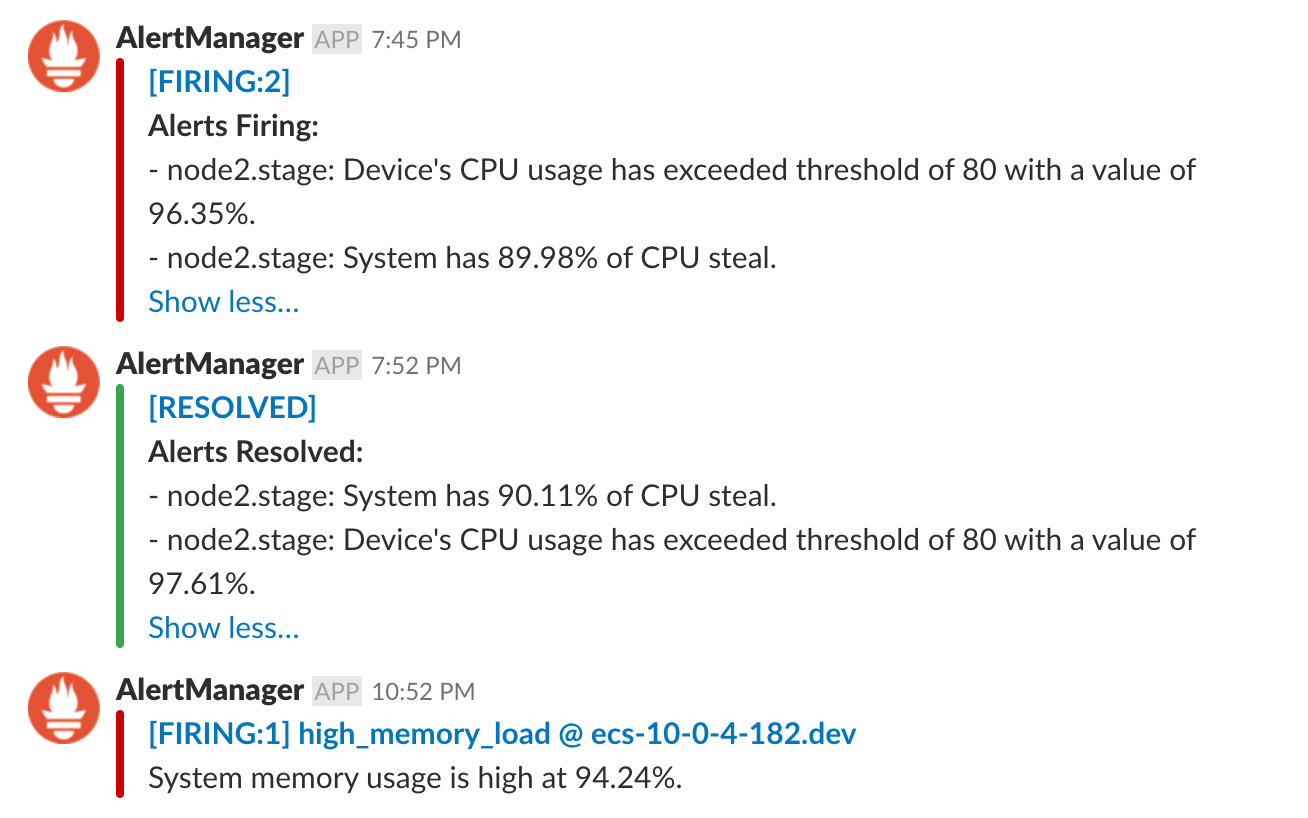 AlertManager APP 7:45 PM
[FIRING:2]
Alerts Firing:
- node2.stage: Device's CPU usage has exceeded threshold of 80 with a value of
96.35%.
- node2.stage: System has 89.98% of CPU steal.
Show less...
AlertManager APP 7:52 PM
[RESOLVED]
Alerts Resolved:
- node2.stage: System has 90.11% of CPU steal.
- node2.stage: Device's CPU usage has exceeded threshold of 80 with a value of
97.61%.
Show less...
AlertManager APP 10:52 PM
[FIRING:1] high_memory_load @ ecs-10-0-4-182.dev
System memory usage is high at 94.24%.